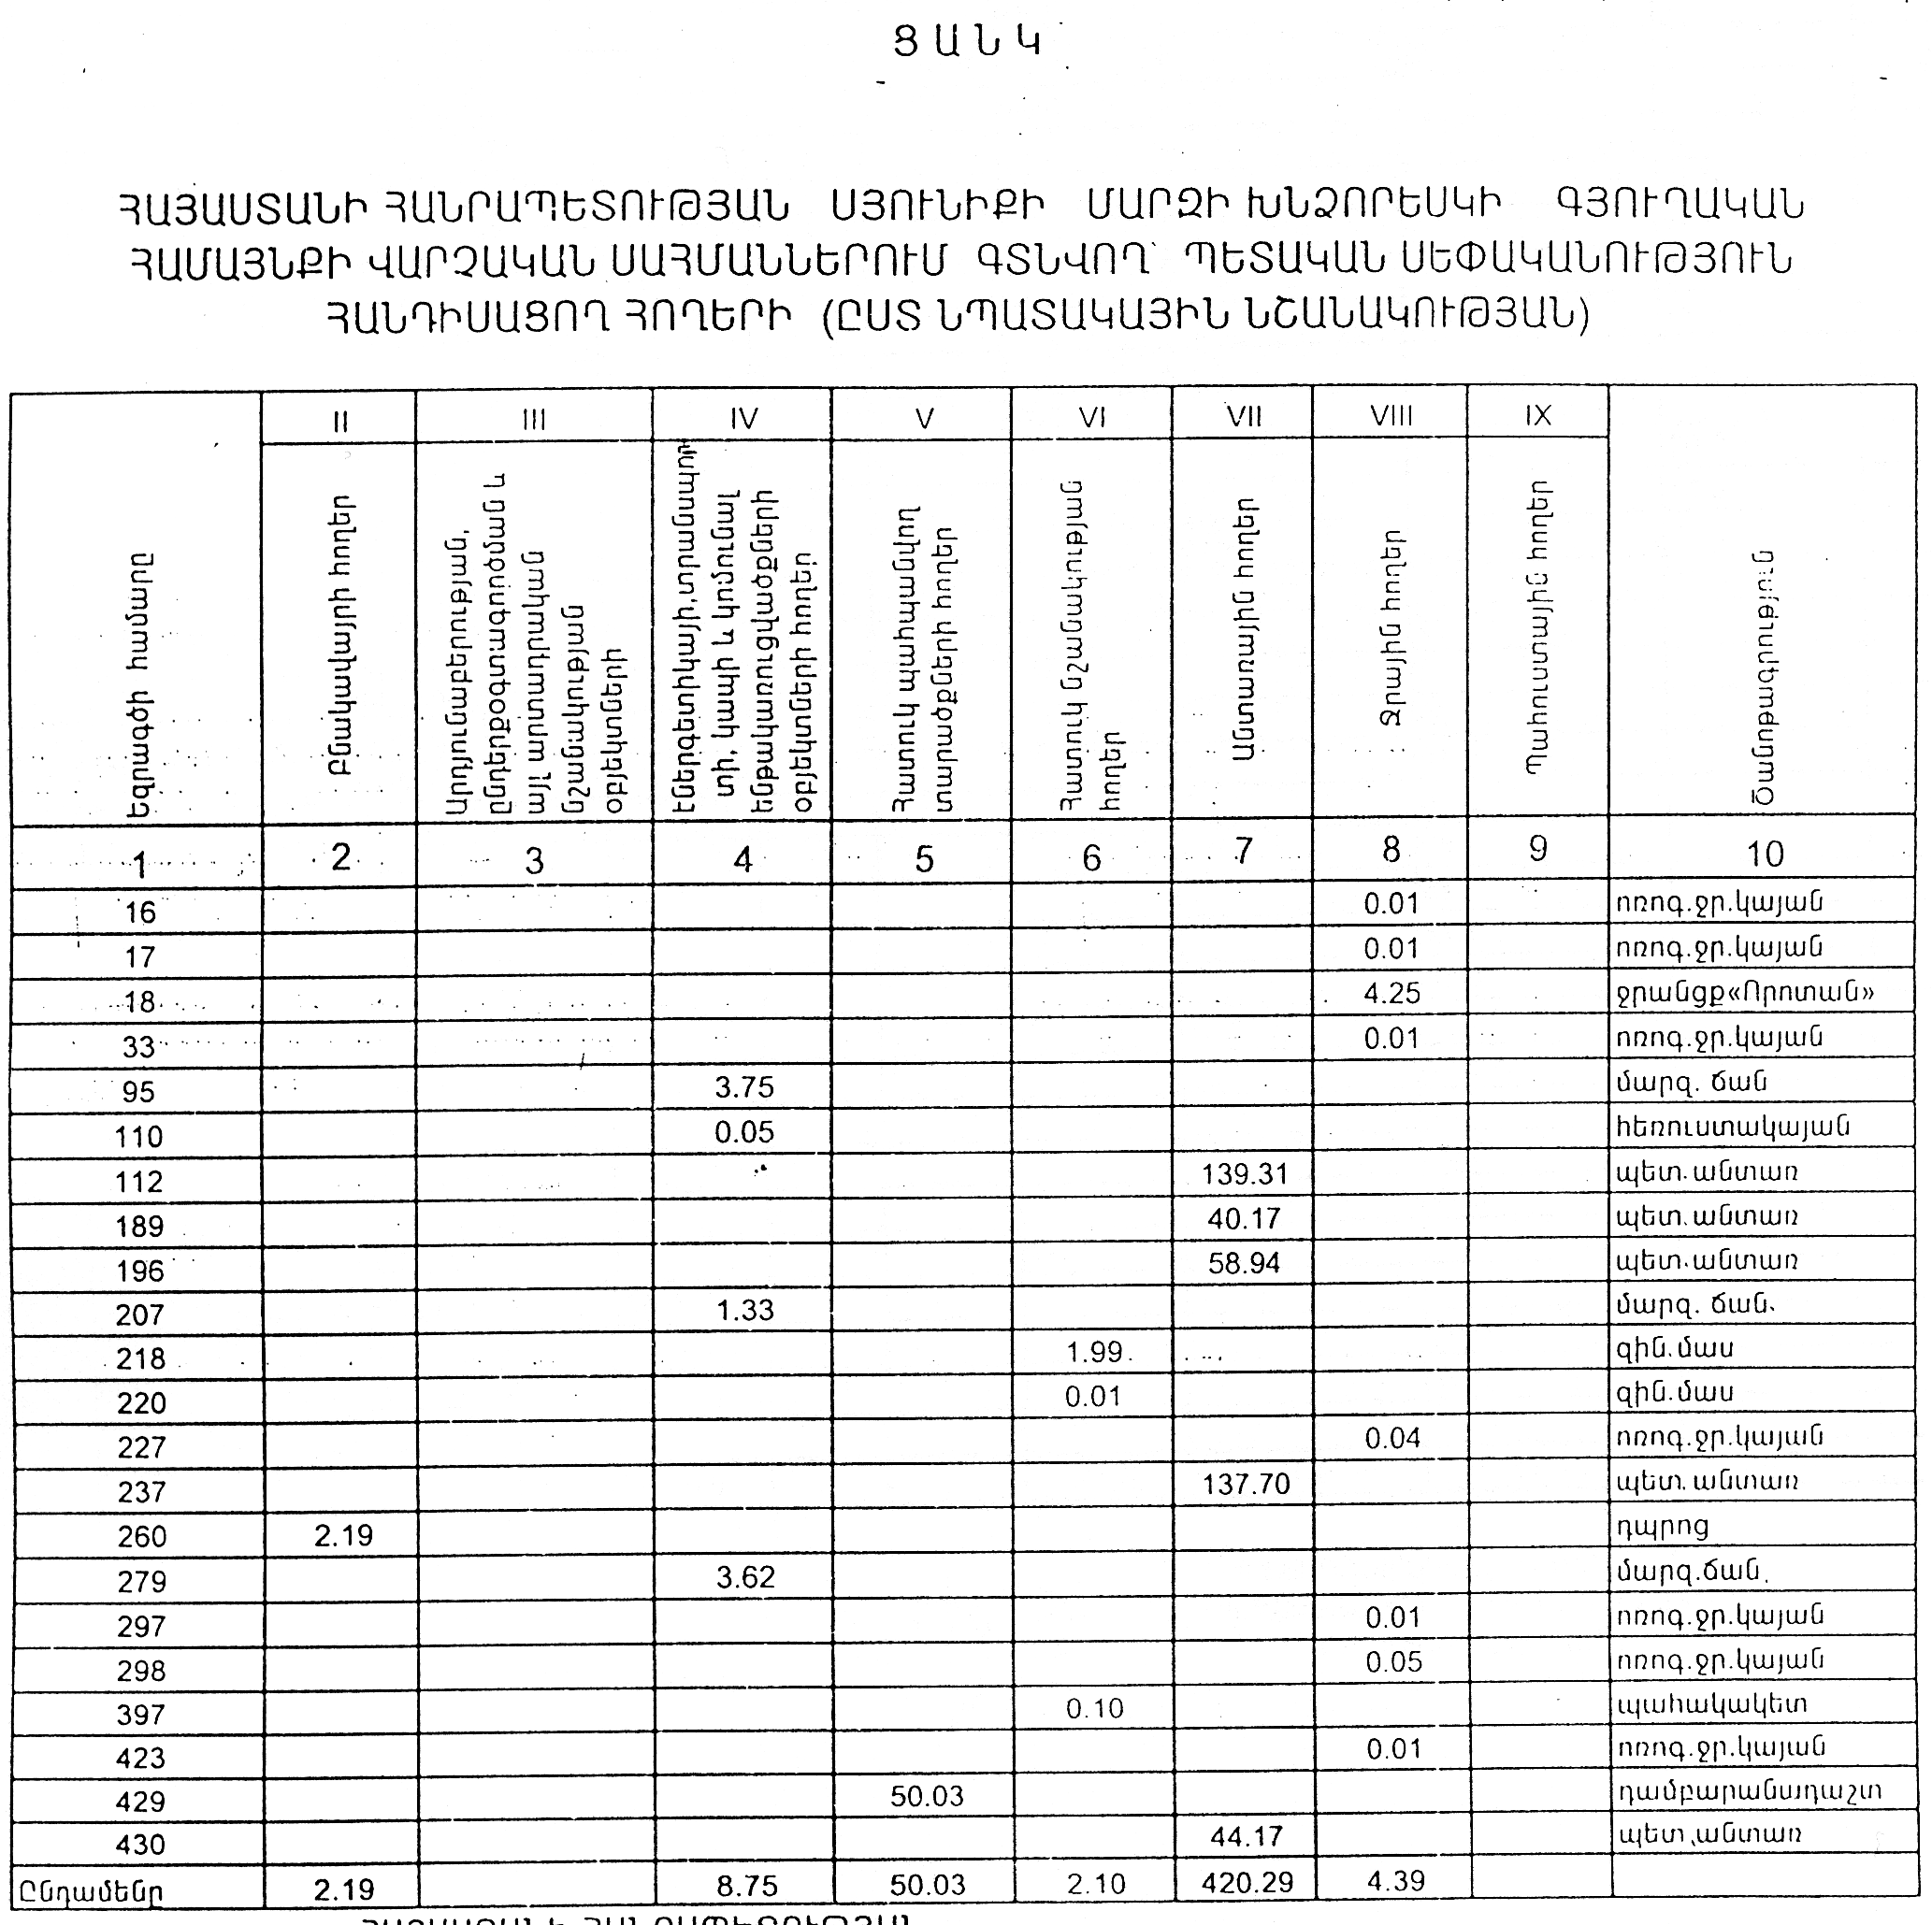 ՑԱՆԿ
ՀԱՅԱՍՏԱՆԻ ՀԱՆՐԱՊԵՏՈՒԹՅԱՆ ՍՅՈՒՆԻՔԻ ՄԱՐԶԻ ԽՆՁՈՐԵՍԿԻ ԳՅՈՒՂԱԿԱՆ
ՀԱՄԱՅՆՔԻ ՎԱՐՉԱԿԱՆ ՍԱՀՄԱՆՆԵՐՈՒՄ ԳՏՆՎՈՂ՝ ՊԵՏԱԿԱՆ ՍԵՓԱԿԱՆՈՒԹՅՈՒՆ
ՀԱՆԴԻՍԱՑՈՂ ՀՈՂԵՐԻ (ԸՍՏ ՆՊԱՏԱԿԱՅԻՆ ՆՇԱՆԱԿՈՒԹՅԱՆ)
II III IV V VI VII VIII IX
Եզրագծի համարը
Բնակավայրի հողեր
Արդյունաբերության,
ընդերքօգտագործման և
այլ արտադրական
նշանակության
օբյեկտների
Էներգետիկայի,տրանսպոր
տի, կապի և կոմունալ
ենթակառուցվածքների
օբյեկտների հողեր
Հատուկ պահպանվող
տարածքների հողեր
Հատուկ նշանակության
հողեր
Անտառային հողեր
Ջրային հողեր
Պահուստային հողեր
Ծանոթություն
1 2 3 4 5 6 7 8 9 10
16 0.01 ոռոգ.ջր.կայան
17 0.01 ոռոգ.ջր.կայան
18 4.25 ջրանցք«Որոտան»
33 0.01 ոռոգ.ջր.կայան
95 3.75 մարզ. ճան
110 0.05 հեռուստակայան
112 139.31 պետ.անտառ
189 40.17 պետ.անտառ
196 58.94 պետ.անտառ
207 1.33 մարզ. ճան.
218 1.99 զին.մաս
220 0.01 զին.մաս
227 0.04 ոռոգ.ջր.կայան
237 137.70 պետ.անտառ
260 2.19 դպրոց
279 3.62 մարզ.ճան.
297 0.01 ոռոգ.ջր.կայան
298 0.05 ոռոգ.ջր.կայան
397 0.10 պահակակետ
423 0.01 ոռոգ.ջր.կայան
429 50.03 դամբարանադաշտ
430 44.17 պետ.անտառ
Ընդամենը 2.19 8.75 50.03 2.10 420.29 4.39